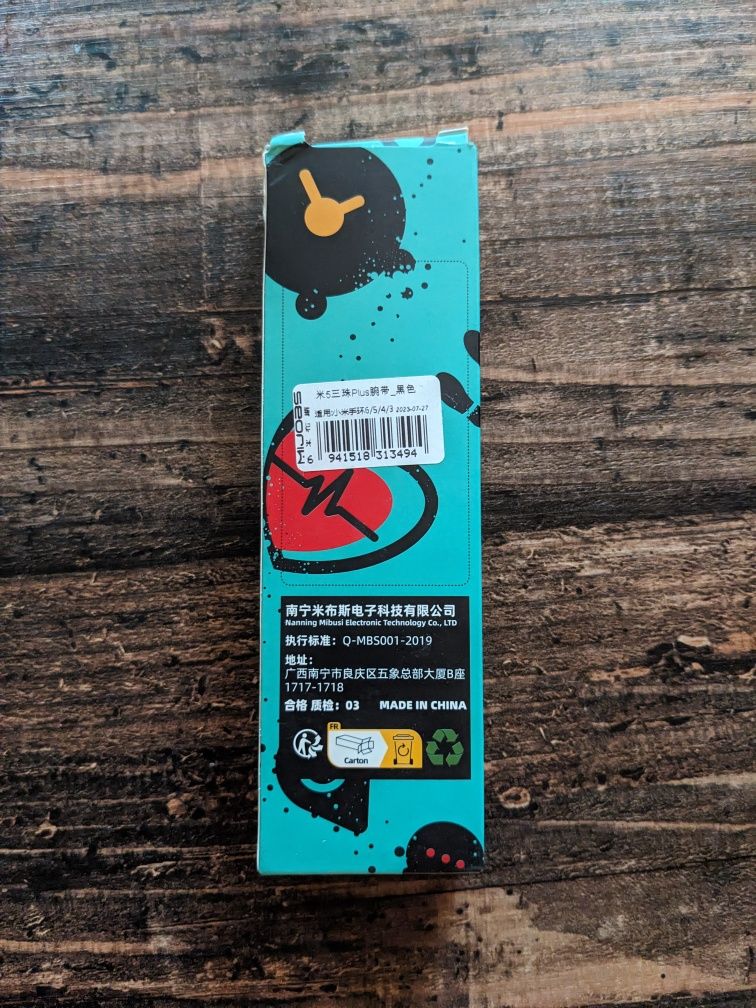 米5三珠Plus腕带_黑色
适用:小米手环6/5/4/3 2023-07-27
MIJOBS
6 941518 313494
南宁米布斯电子科技有限公司
Nanning Mibusi Electronic Technology Co., LTD
执行标准：Q-MBS001-2019
地址：
广西南宁市良庆区五象总部大厦B座
1717-1718
合格 质检：03 MADE IN CHINA
FR
Carton